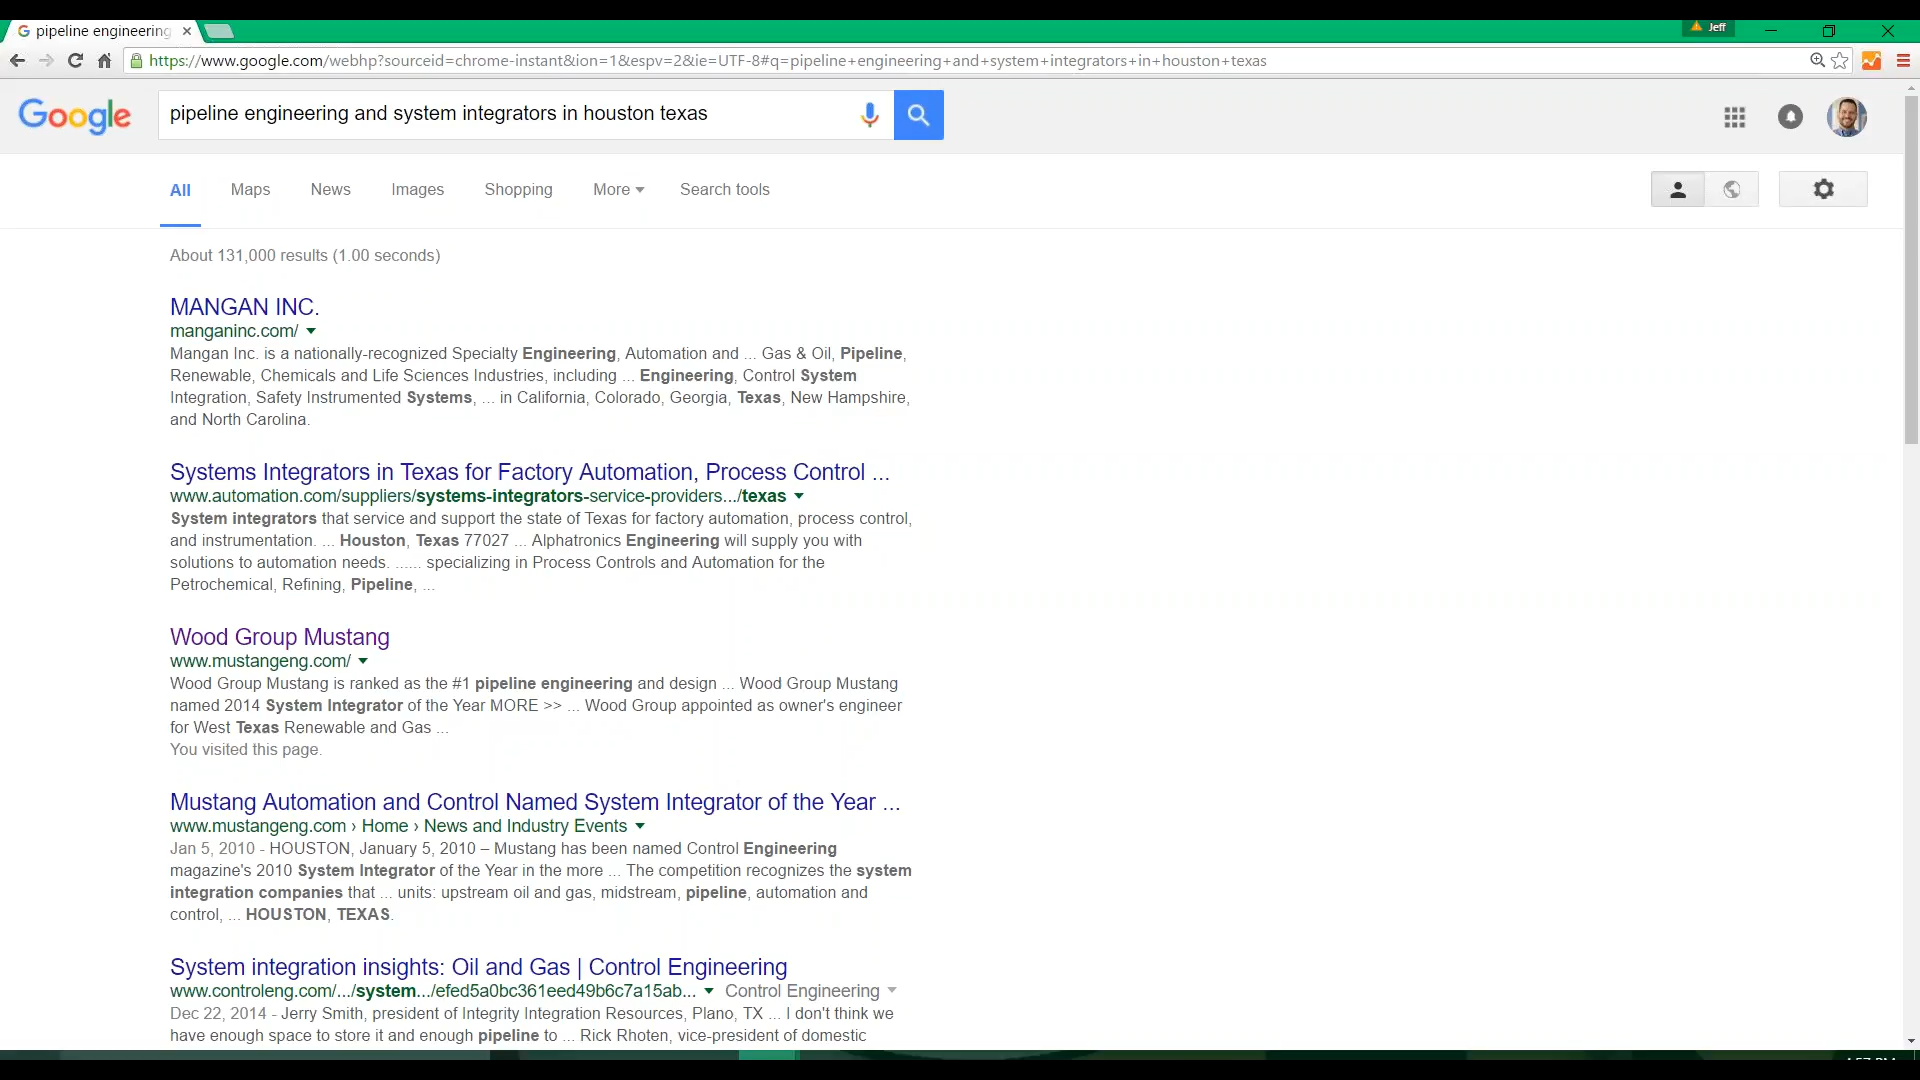 pipeline engineering
Jeff
https://www.google.com/webhp?sourceid=chrome-instant&ion=1&espv=2&ie=UTF-8#q=pipeline+engineering+and+system+integrators+in+houston+texas
Google
pipeline engineering and system integrators in houston texas
All Maps News Images Shopping More Search tools
About 131,000 results (1.00 seconds)
MANGAN INC.
manganinc.com/
Mangan Inc. is a nationally-recognized Specialty Engineering, Automation and ... Gas & Oil, Pipeline,
Renewable, Chemicals and Life Sciences Industries, including ... Engineering, Control System
Integration, Safety Instrumented Systems, ... in California, Colorado, Georgia, Texas, New Hampshire,
and North Carolina.
Systems Integrators in Texas for Factory Automation, Process Control ...
www.automation.com/suppliers/systems-integrators-service-providers.../texas
System integrators that service and support the state of Texas for factory automation, process control,
and instrumentation. ... Houston, Texas 77027 ... Alphatronics Engineering will supply you with
solutions to automation needs. ...... specializing in Process Controls and Automation for the
Petrochemical, Refining, Pipeline, ...
Wood Group Mustang
www.mustangeng.com/
Wood Group Mustang is ranked as the #1 pipeline engineering and design ... Wood Group Mustang
named 2014 System Integrator of the Year MORE >> ... Wood Group appointed as owner's engineer
for West Texas Renewable and Gas ...
You visited this page.
Mustang Automation and Control Named System Integrator of the Year ...
www.mustangeng.com › Home › News and Industry Events
Jan 5, 2010 - HOUSTON, January 5, 2010 – Mustang has been named Control Engineering
magazine's 2010 System Integrator of the Year in the more ... The competition recognizes the system
integration companies that ... units: upstream oil and gas, midstream, pipeline, automation and
control, ... HOUSTON, TEXAS.
System integration insights: Oil and Gas | Control Engineering
www.controleng.com/.../system.../efed5a0bc361eed49b6c7a15ab... Control Engineering
Dec 22, 2014 - Jerry Smith, president of Integrity Integration Resources, Plano, TX ... I don't think we
have enough space to store it and enough pipeline to ... Rick Rhoten, vice-president of domestic